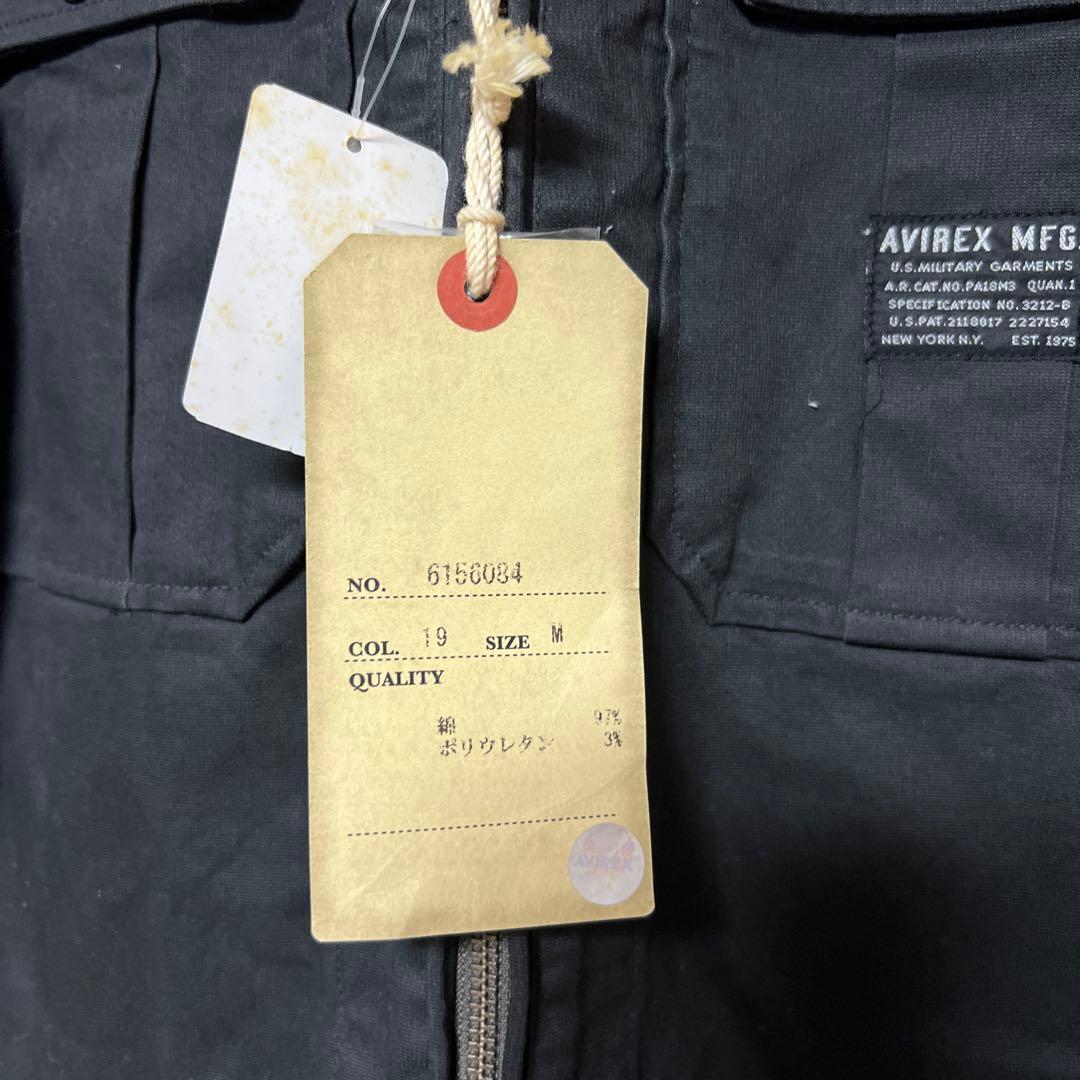 AVIREX MFG.
U.S.MILITARY GARMENTS
A.R.CAT.NO.PA18M3 QUAN.1
SPECIFICATION NO.3212-8
U.S.PAT.2118817 2227154
NEW YORK N.Y. EST. 1975
NO. 6156084
COL. 19 SIZE M
QUALITY
綿 97%
ポリウレタン 3%
AVIREX